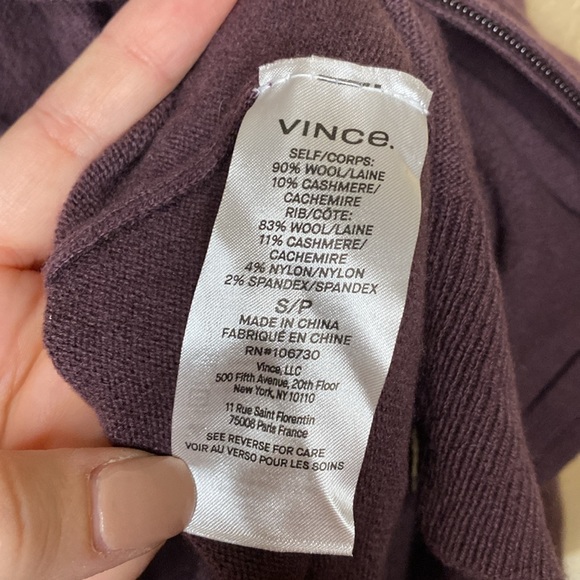 VINCe.
SELF/CORPS:
90% WOOL/LAINE
10% CASHMERE/
CACHEMIRE
RIB/CÔTE:
83% WOOL/LAINE
11% CASHMERE/
CACHEMIRE
4% NYLON/NYLON
2% SPANDEX/SPANDEX
S/P
MADE IN CHINA
FABRIQUÉ EN CHINE
RN#106730
Vince, LLC
500 Fifth Avenue, 20th Floor
New York, NY 10110
11 Rue Saint Florentin
75008 Paris France
SEE REVERSE FOR CARE
VOIR AU VERSO POUR LES SOINS